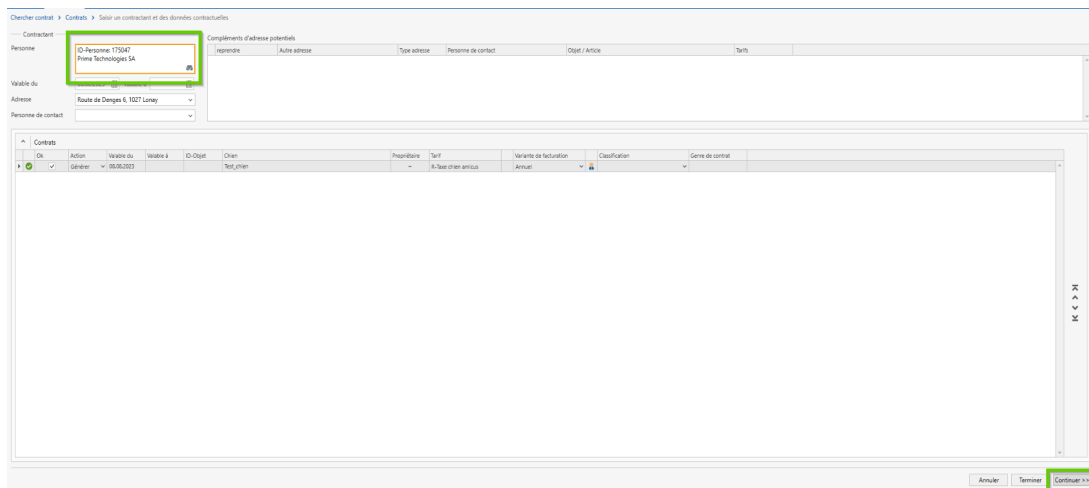 Chercher contrat > Contrats > Saisir un contractant et des données contractuelles
Contractant
Compléments d'adresse potentiels
Personne
ID-Personne: 175047
Prime Technologies SA
reprendre Autre adresse Type adresse Personne de contact Objet / Article Tarifs
Valable du
Adresse Route de Denges 6, 1027 Lonay
Personne de contact
Contrats
Ok Action Valable du Valable à ID-Objet Chien Propriétaire Tarif Variante de facturation Classification Genre de contrat
Générer 06.06.2023 Test_chien R-Taxe chien amicus Annuel
Annuler Terminer Continuer >>